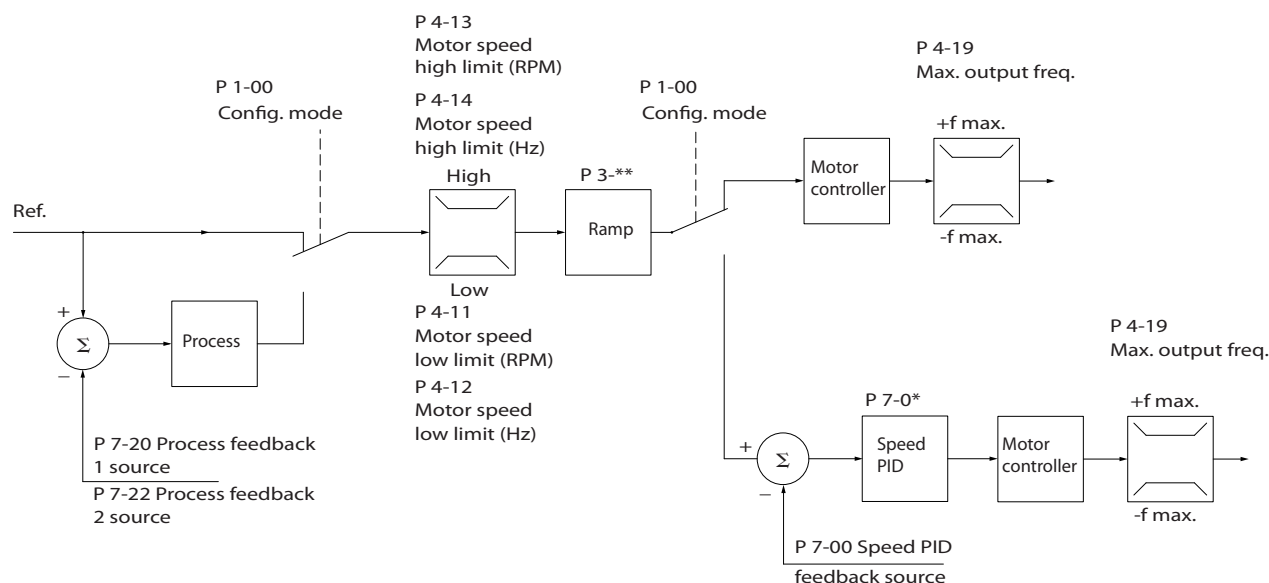 P 4-13
Motor speed
high limit (RPM)
P 4-14
Motor speed
high limit (Hz)
High
P 1-00
Config. mode
P 3-**
Ramp
P 1-00
Config. mode
P 4-19
Max. output freq.
+f max.
Motor
controller
-f max.
Ref.
+
Σ
–
Process
Low
P 4-11
Motor speed
low limit (RPM)
P 4-12
Motor speed
low limit (Hz)
P 7-20 Process feedback
1 source
P 7-22 Process feedback
2 source
P 4-19
Max. output freq.
+f max.
P 7-0*
+
Σ
–
Speed
PID
Motor
controller
-f max.
P 7-00 Speed PID
feedback source